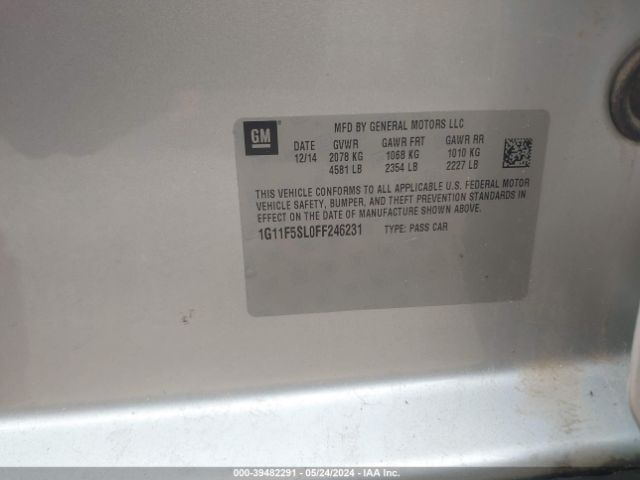 GM
MFD BY GENERAL MOTORS LLC
DATE GVWR GAWR FRT GAWR RR
12/14 2078 KG 1068 KG 1010 KG
4581 LB 2354 LB 2227 LB
THIS VEHICLE CONFORMS TO ALL APPLICABLE U.S. FEDERAL MOTOR
VEHICLE SAFETY, BUMPER, AND THEFT PREVENTION STANDARDS IN
EFFECT ON THE DATE OF MANUFACTURE SHOWN ABOVE.
1G11F5SL0FF246231 TYPE: PASS CAR
000-39482291 - 05/24/2024 - IAA Inc.